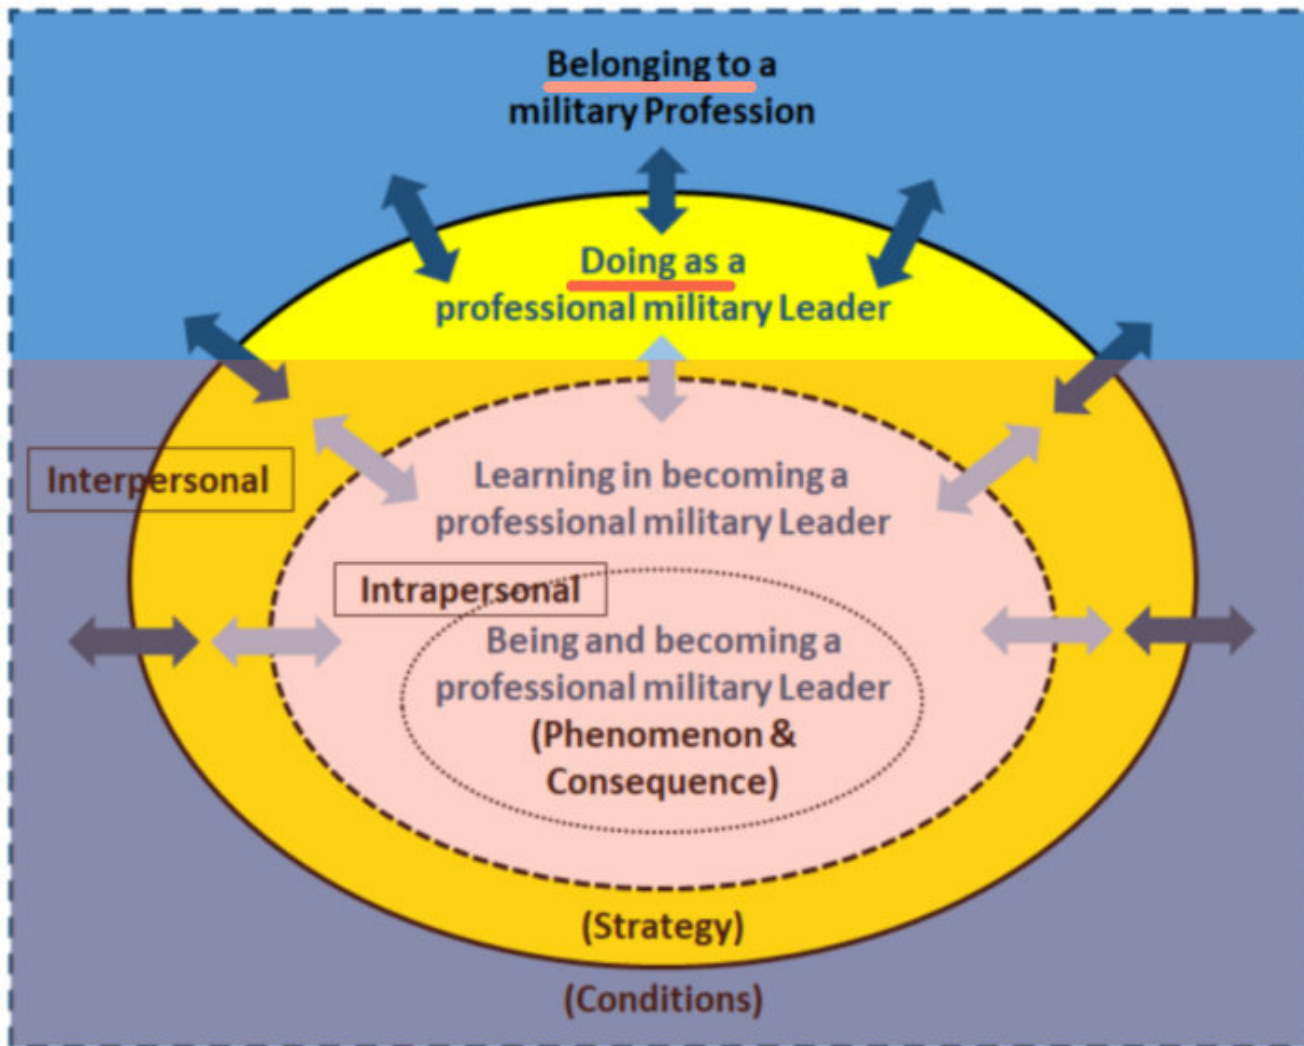 Belonging to a
military Profession
Doing as a
professional military Leader
Interpersonal
Learning in becoming a
professional military Leader
Intrapersonal
Being and becoming a
professional military Leader
(Phenomenon &
Consequence)
(Strategy)
(Conditions)